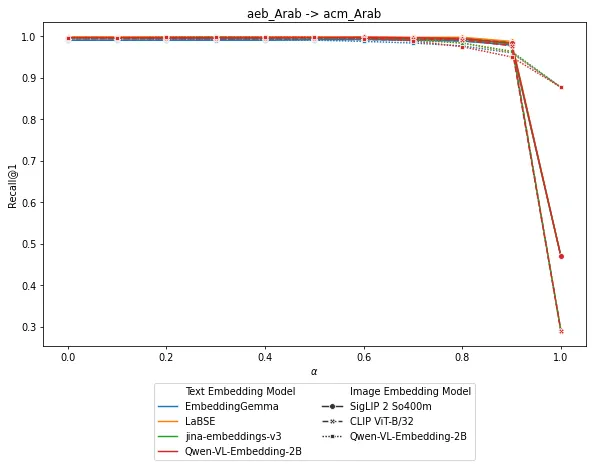 aeb_Arab -> acm_Arab
Recall@1
1.0
0.9
0.8
0.7
0.6
0.5
0.4
0.3
0.0
0.2
0.4
0.6
0.8
1.0
α
Text Embedding Model
EmbeddingGemma
LaBSE
jina-embeddings-v3
Qwen-VL-Embedding-2B
Image Embedding Model
SigLIP 2 So400m
CLIP ViT-B/32
Qwen-VL-Embedding-2B